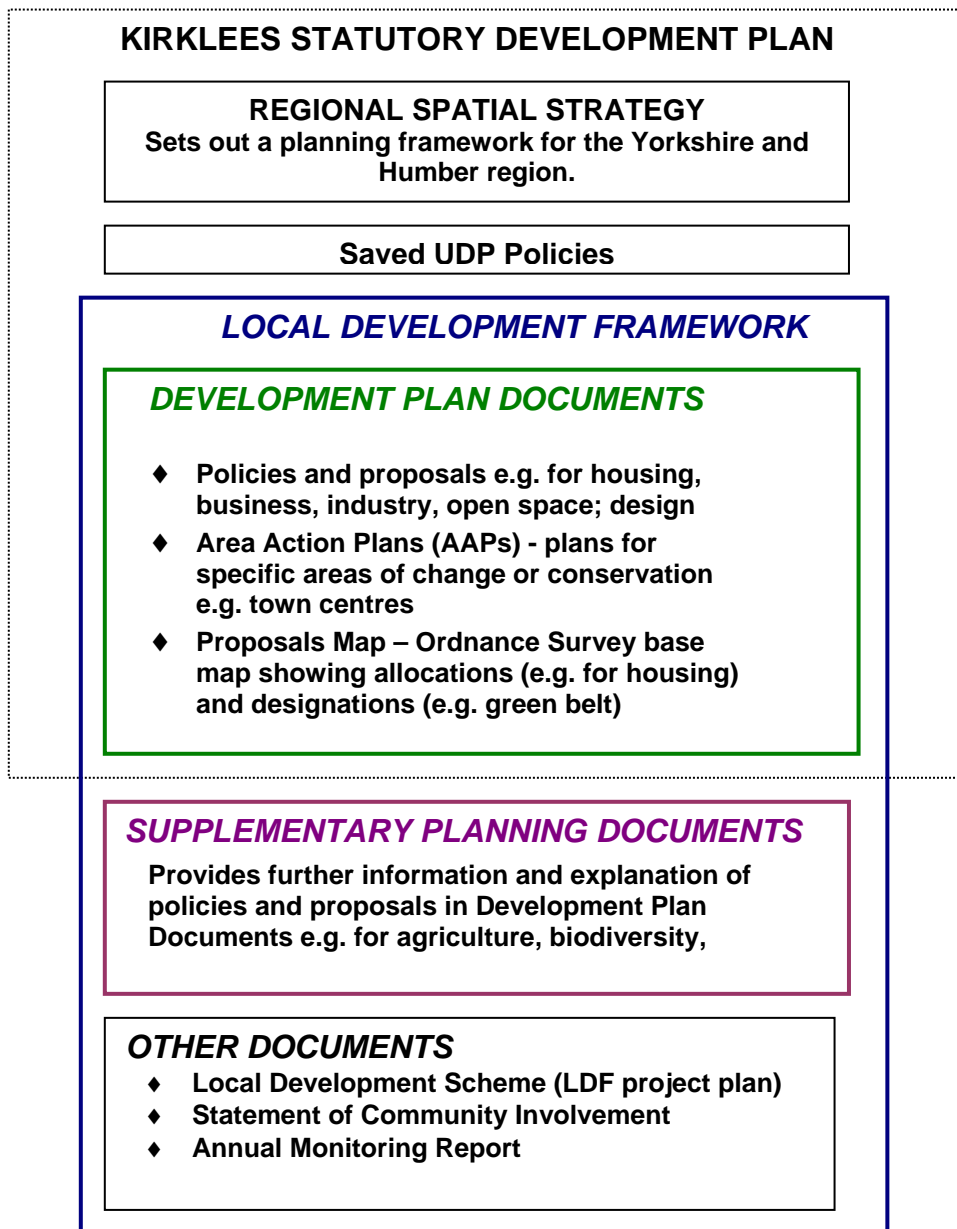 KIRKLEES STATUTORY DEVELOPMENT PLAN
REGIONAL SPATIAL STRATEGY
Sets out a planning framework for the Yorkshire and
Humber region.
Saved UDP Policies
LOCAL DEVELOPMENT FRAMEWORK
DEVELOPMENT PLAN DOCUMENTS
♦ Policies and proposals e.g. for housing,
business, industry, open space; design
♦ Area Action Plans (AAPs) - plans for
specific areas of change or conservation
e.g. town centres
♦ Proposals Map – Ordnance Survey base
map showing allocations (e.g. for housing)
and designations (e.g. green belt)
SUPPLEMENTARY PLANNING DOCUMENTS
Provides further information and explanation of
policies and proposals in Development Plan
Documents e.g. for agriculture, biodiversity,
OTHER DOCUMENTS
♦ Local Development Scheme (LDF project plan)
♦ Statement of Community Involvement
♦ Annual Monitoring Report